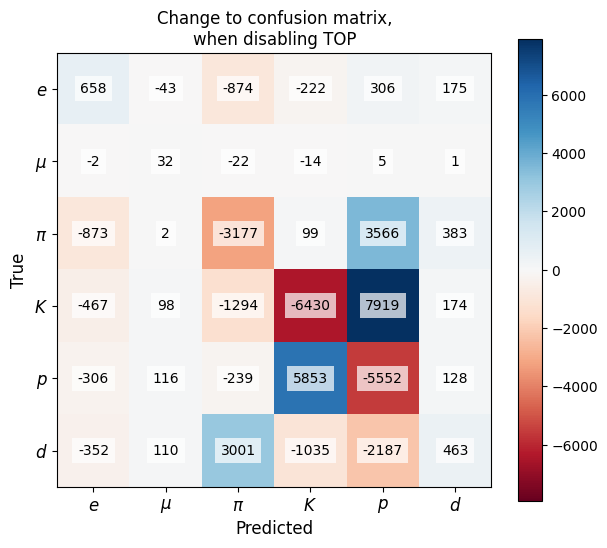 Change to confusion matrix,
when disabling TOP
e 658 -43 -874 -222 306 175
μ -2 32 -22 -14 5 1
π -873 2 -3177 99 3566 383
K -467 98 -1294 -6430 7919 174
p -306 116 -239 5853 -5552 128
d -352 110 3001 -1035 -2187 463
e μ π K p d
Predicted
True
6000
4000
2000
0
−2000
−4000
−6000